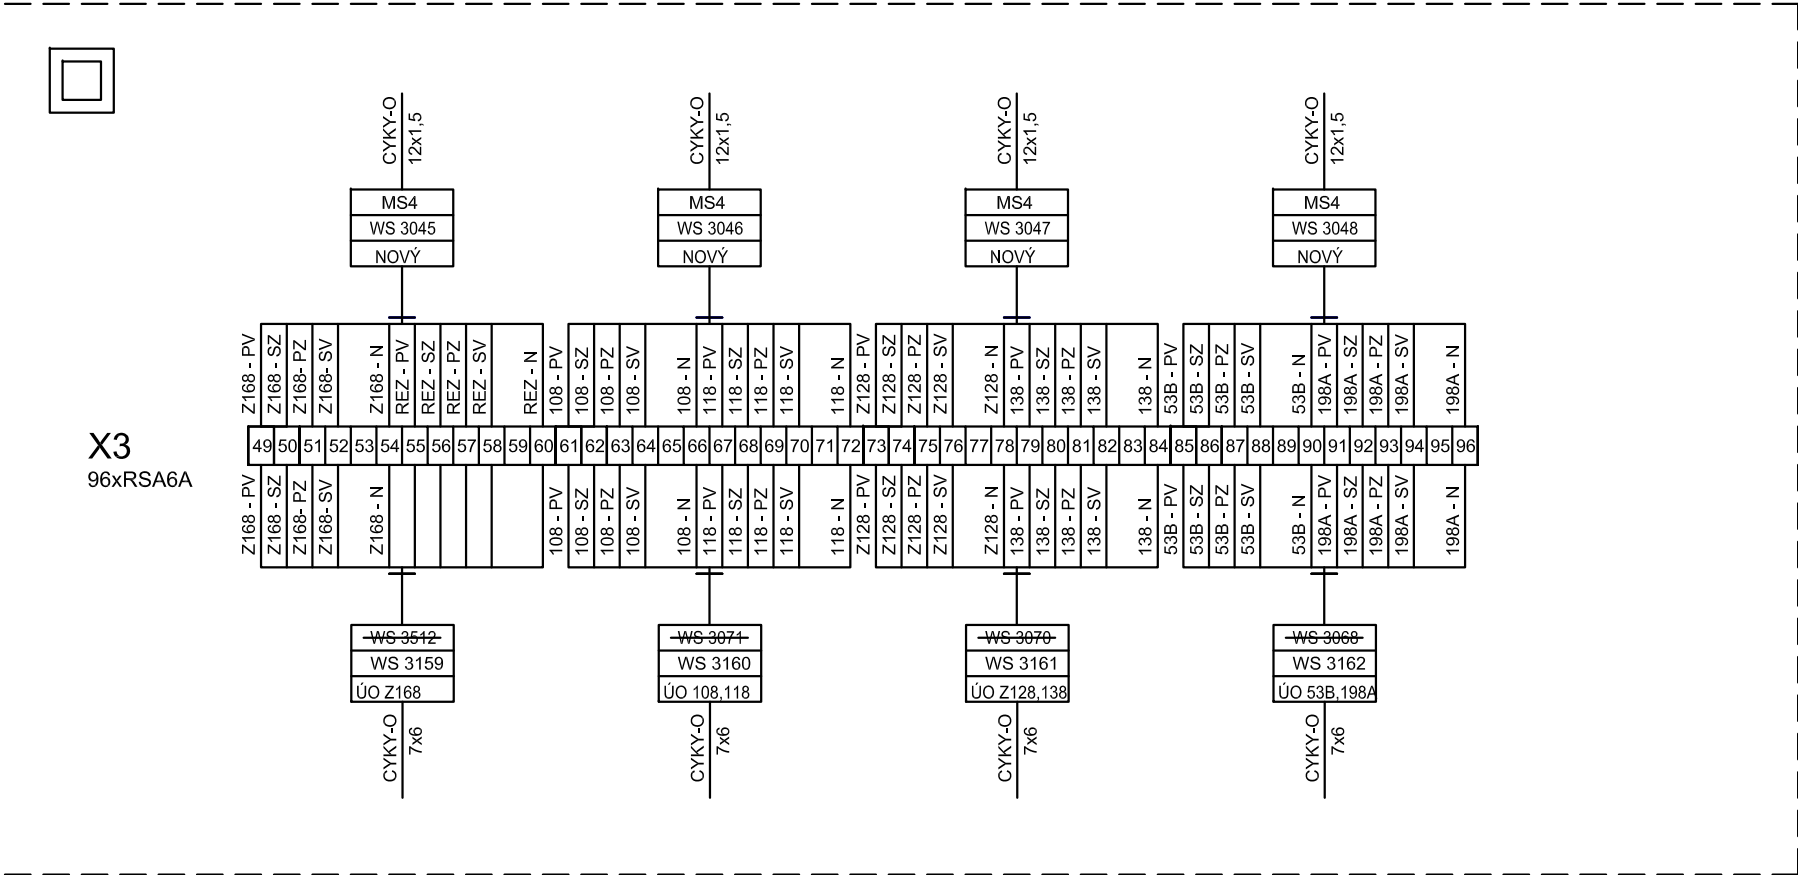 CYKY-O
12x1,5
CYKY-O
12x1,5
CYKY-O
12x1,5
CYKY-O
12x1,5
MS4
WS 3045
NOVÝ
MS4
WS 3046
NOVÝ
MS4
WS 3047
NOVÝ
MS4
WS 3048
NOVÝ
Z168 - PV
Z168 - SZ
Z168- PZ
Z168- SV
Z168 - N
REZ - PV
REZ - SZ
REZ - PZ
REZ - SV
REZ - N
108 - PV
108 - SZ
108 - PZ
108 - SV
108 - N
118 - PV
118 - SZ
118 - PZ
118 - SV
118 - N
Z128 - PV
Z128 - SZ
Z128 - PZ
Z128 - SV
Z128 - N
138 - PV
138 - SZ
138 - PZ
138 - SV
138 - N
53B - PV
53B - SZ
53B - PZ
53B - SV
53B - N
198A - PV
198A - SZ
198A - PZ
198A - SV
198A - N
X3
96xRSA6A
49 50 51 52 53 54 55 56 57 58 59 60 61 62 63 64 65 66 67 68 69 70 71 72 73 74 75 76 77 78 79 80 81 82 83 84 85 86 87 88 89 90 91 92 93 94 95 96
Z168 - PV
Z168 - SZ
Z168- PZ
Z168- SV
Z168 - N
108 - PV
108 - SZ
108 - PZ
108 - SV
108 - N
118 - PV
118 - SZ
118 - PZ
118 - SV
118 - N
Z128 - PV
Z128 - SZ
Z128 - PZ
Z128 - SV
Z128 - N
138 - PV
138 - SZ
138 - PZ
138 - SV
138 - N
53B - PV
53B - SZ
53B - PZ
53B - SV
53B - N
198A - PV
198A - SZ
198A - PZ
198A - SV
198A - N
WS 3512
WS 3159
ÚO Z168
WS 3071
WS 3160
ÚO 108,118
WS 3070
WS 3161
ÚO Z128,138
WS 3068
WS 3162
ÚO 53B,198A
CYKY-O
7x6
CYKY-O
7x6
CYKY-O
7x6
CYKY-O
7x6